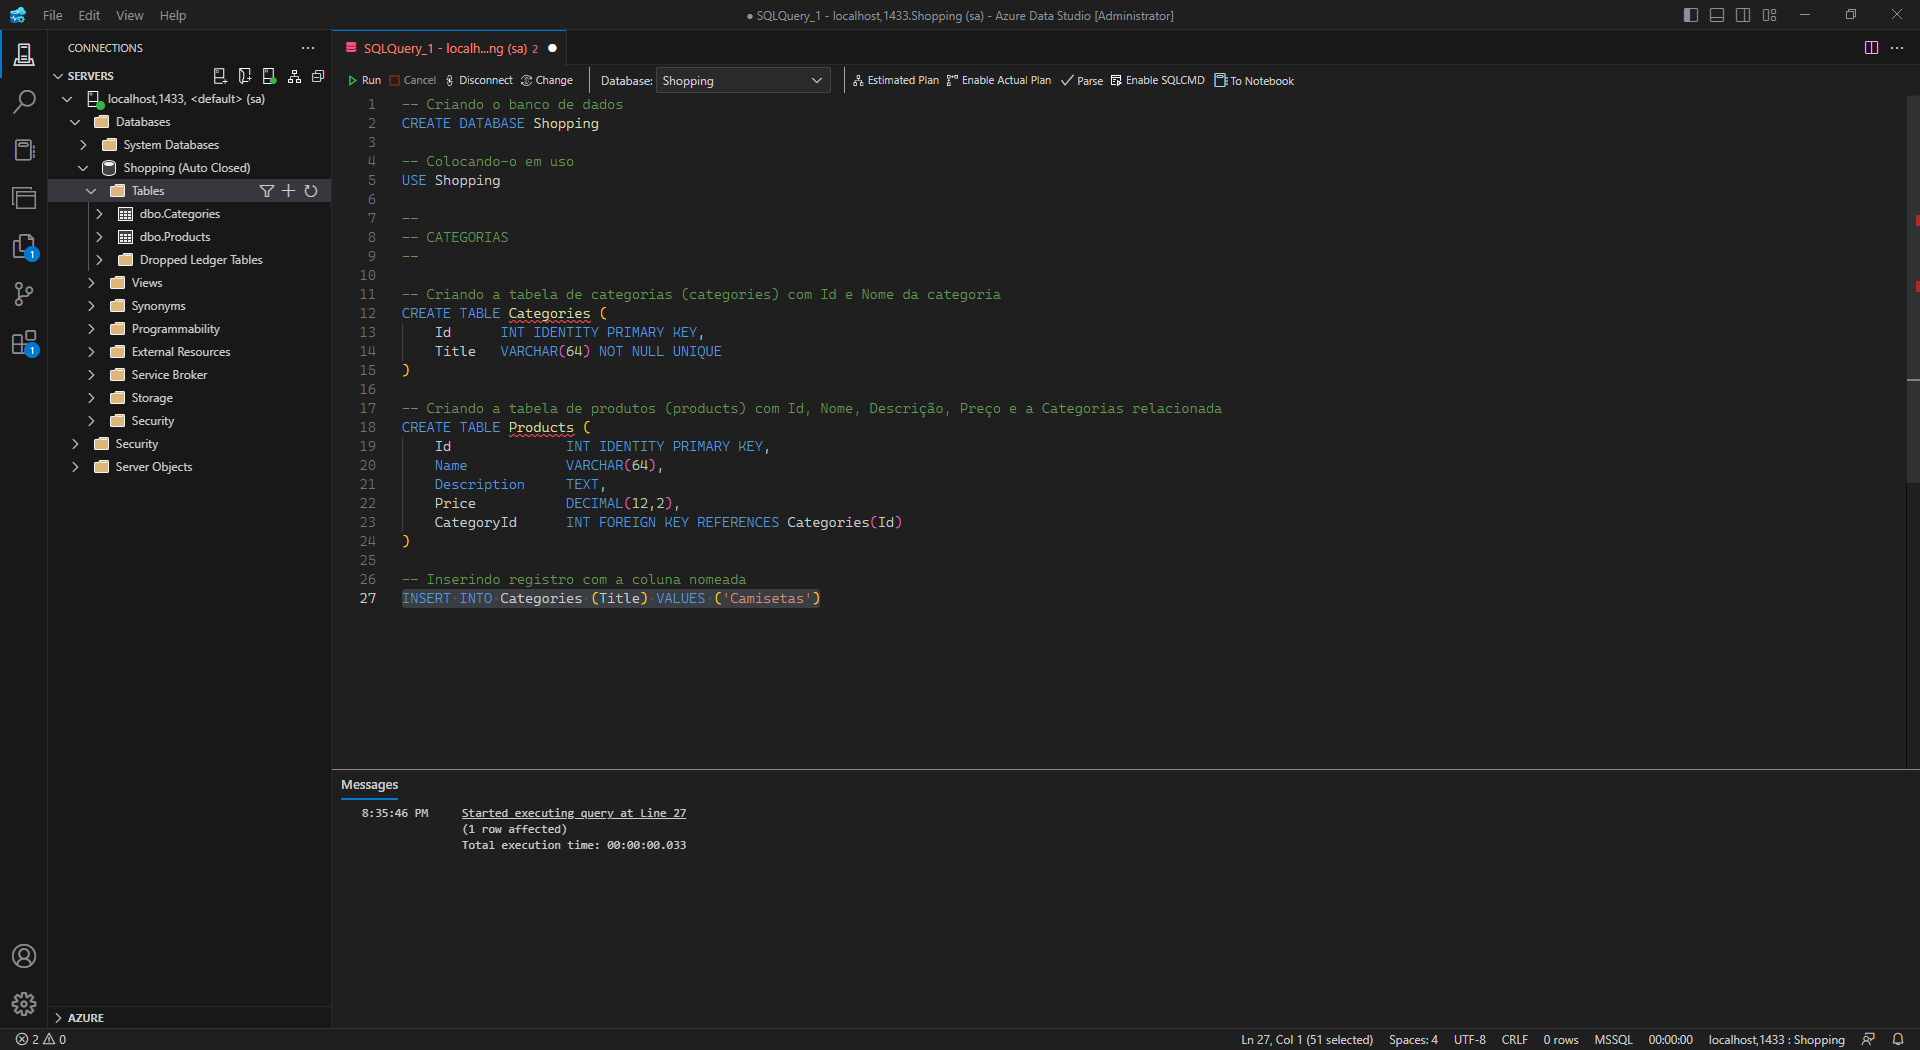 File Edit View Help
● SQLQuery_1 - localhost,1433.Shopping (sa) - Azure Data Studio [Administrator]
CONNECTIONS
SERVERS
localhost,1433, <default> (sa)
Databases
System Databases
Shopping (Auto Closed)
Tables
dbo.Categories
dbo.Products
Dropped Ledger Tables
Views
Synonyms
Programmability
External Resources
Service Broker
Storage
Security
Security
Server Objects
AZURE
1
1
SQLQuery_1 - localh...ng (sa) 2
Run Cancel Disconnect Change Database: Shopping Estimated Plan Enable Actual Plan Parse Enable SQLCMD To Notebook
1 -- Criando o banco de dados
2 CREATE DATABASE Shopping
3
4 -- Colocando-o em uso
5 USE Shopping
6
7 --
8 -- CATEGORIAS
9 --
10
11 -- Criando a tabela de categorias (categories) com Id e Nome da categoria
12 CREATE TABLE Categories (
13 Id INT IDENTITY PRIMARY KEY,
14 Title VARCHAR(64) NOT NULL UNIQUE
15 )
16
17 -- Criando a tabela de produtos (products) com Id, Nome, Descrição, Preço e a Categorias relacionada
18 CREATE TABLE Products (
19 Id INT IDENTITY PRIMARY KEY,
20 Name VARCHAR(64),
21 Description TEXT,
22 Price DECIMAL(12,2),
23 CategoryId INT FOREIGN KEY REFERENCES Categories(Id)
24 )
25
26 -- Inserindo registro com a coluna nomeada
27 INSERT INTO Categories (Title) VALUES ('Camisetas')
Messages
8:35:46 PM Started executing query at Line 27
(1 row affected)
Total execution time: 00:00:00.033
2 0
Ln 27, Col 1 (51 selected) Spaces: 4 UTF-8 CRLF 0 rows MSSQL 00:00:00 localhost,1433 : Shopping